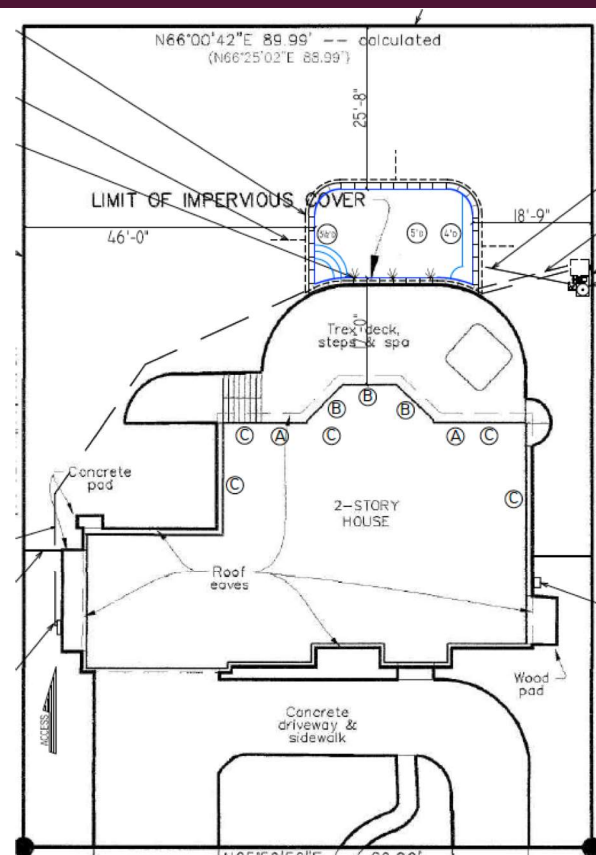 N66°00'42"E 89.99' -- calculated
(N66°25'02"E 88.99')
25'-8"
LIMIT OF IMPERVIOUS COVER
46'-0"
18'-9"
5'D
4'D
Trex deck,
steps & spa
B
B
B
C
A
C
A
C
C
C
Concrete
pad
2-STORY
HOUSE
Roof
eaves
Wood
pad
ACCESS
Concrete
driveway &
sidewalk